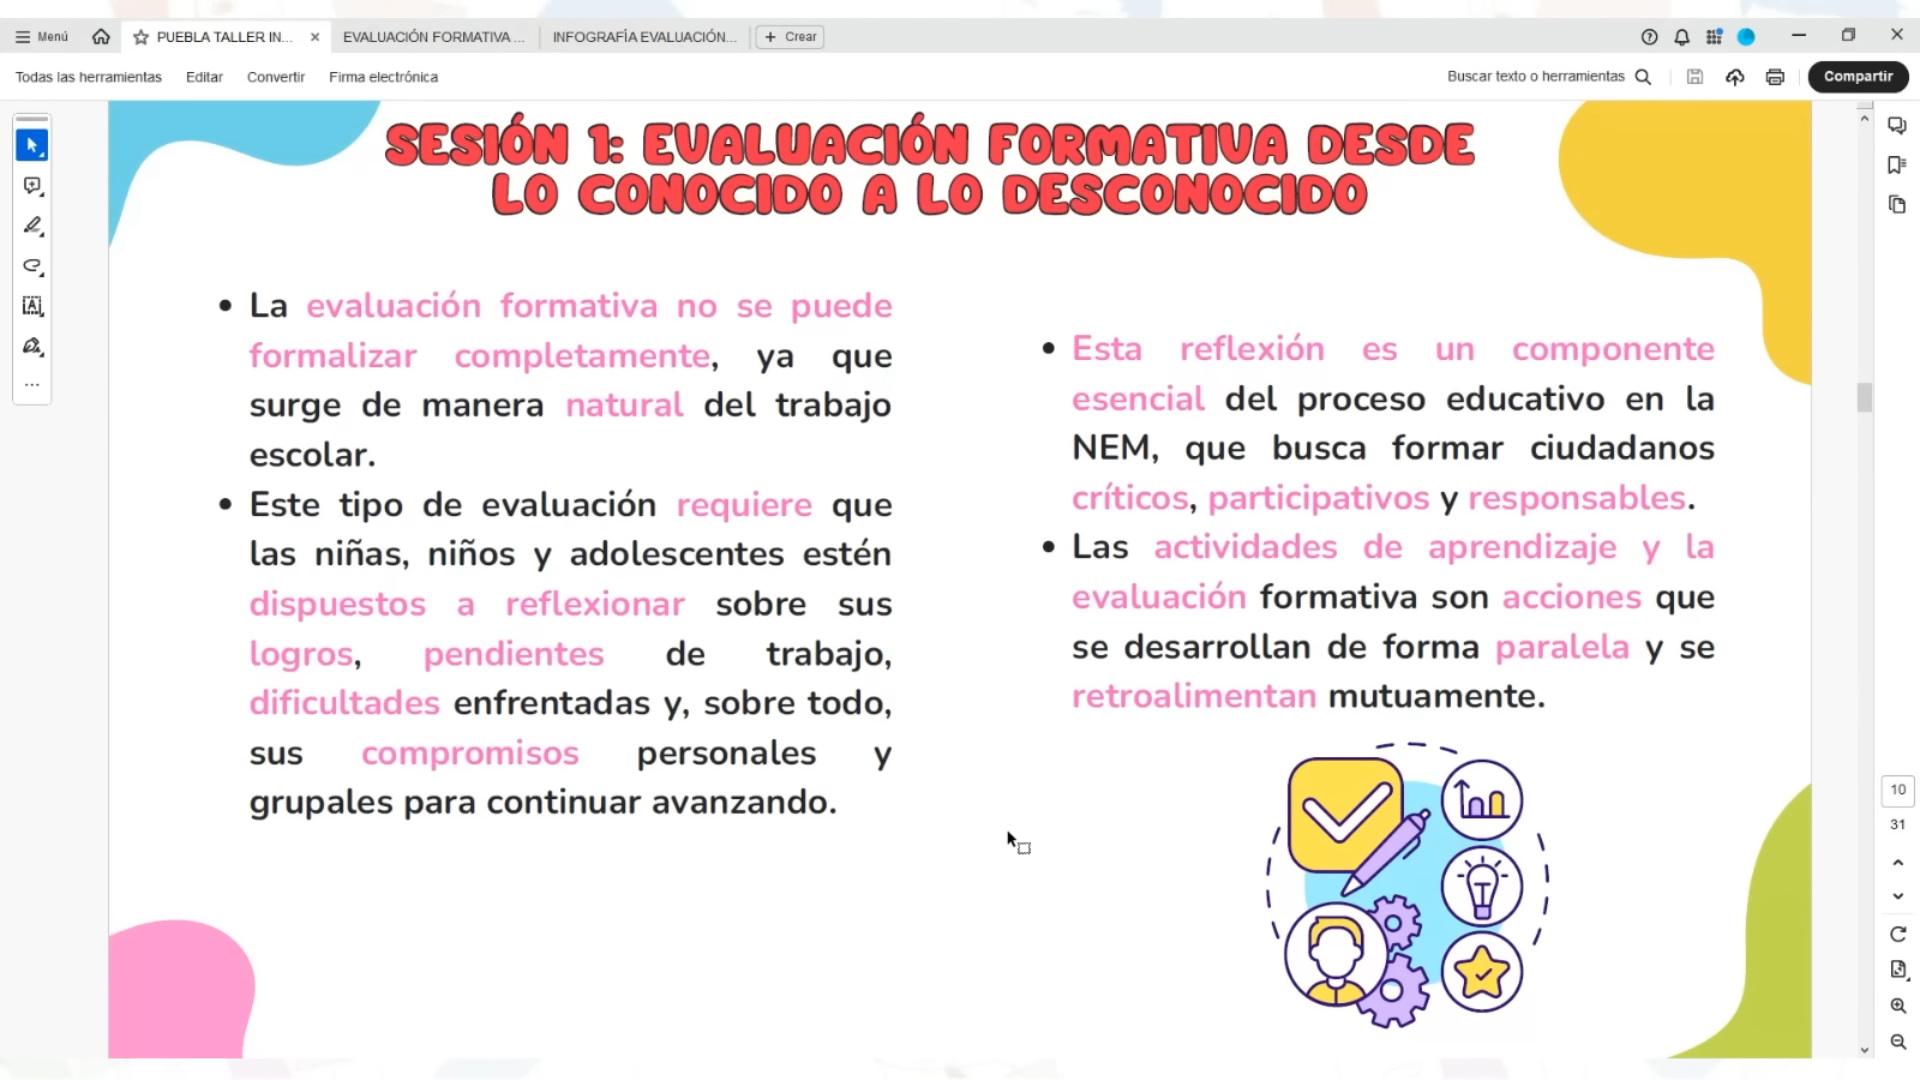 Menú
PUEBLA TALLER IN...
EVALUACIÓN FORMATIVA ...
INFOGRAFÍA EVALUACIÓN...
Crear
Todas las herramientas
Editar
Convertir
Firma electrónica
Buscar texto o herramientas
Compartir
SESIÓN 1: EVALUACIÓN FORMATIVA DESDE
LO CONOCIDO A LO DESCONOCIDO
• La evaluación formativa no se puede
formalizar completamente, ya que
surge de manera natural del trabajo
escolar.
• Este tipo de evaluación requiere que
las niñas, niños y adolescentes estén
dispuestos a reflexionar sobre sus
logros, pendientes de trabajo,
dificultades enfrentadas y, sobre todo,
sus compromisos personales y
grupales para continuar avanzando.
• Esta reflexión es un componente
esencial del proceso educativo en la
NEM, que busca formar ciudadanos
críticos, participativos y responsables.
• Las actividades de aprendizaje y la
evaluación formativa son acciones que
se desarrollan de forma paralela y se
retroalimentan mutuamente.
10
31